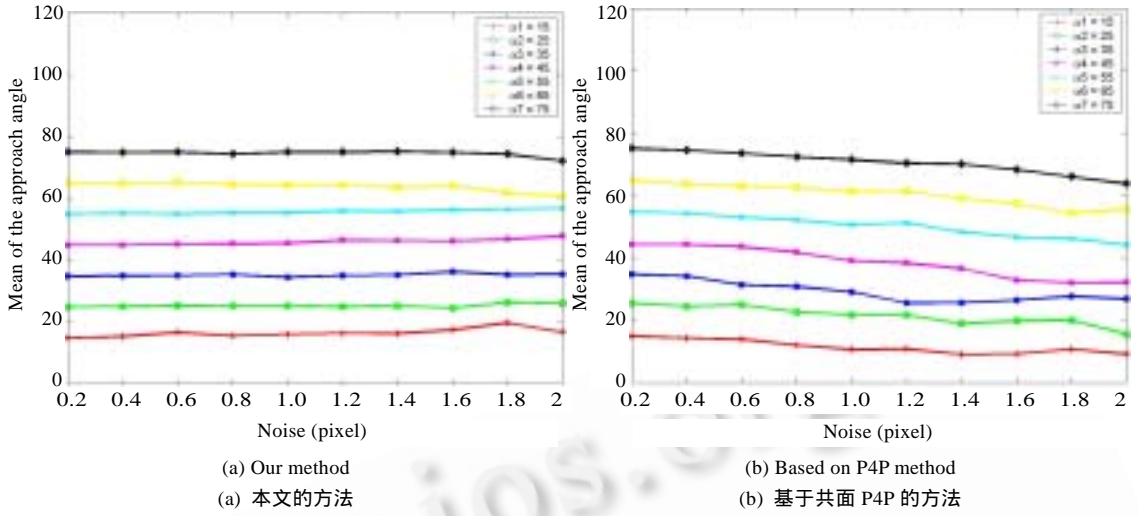 120
100
80
60
40
20
0
Mean of the approach angle
0.2 0.4 0.6 0.8 1.0 1.2 1.4 1.6 1.8 2
Noise (pixel)
(a) Our method
(a) 本文的方法
120
100
80
60
40
20
0
Mean of the approach angle
0.2 0.4 0.6 0.8 1.0 1.2 1.4 1.6 1.8 2
Noise (pixel)
(b) Based on P4P method
(b) 基于共面 P4P 的方法